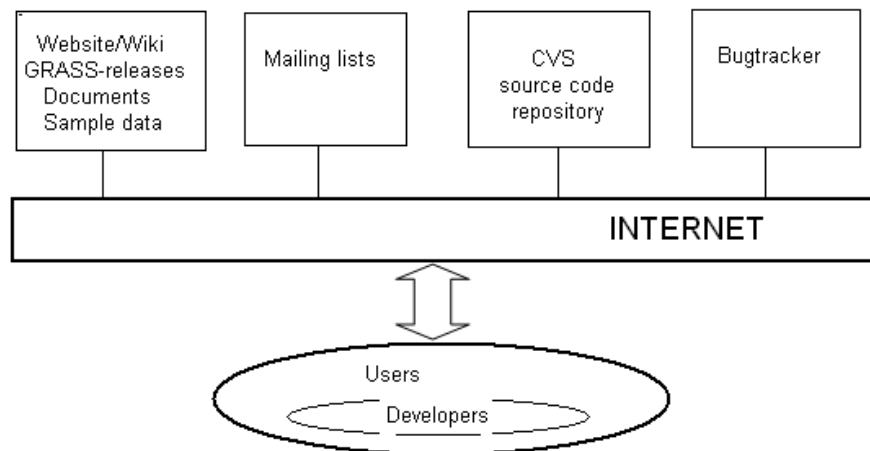 Website/Wiki
GRASS-releases
Documents
Sample data
Mailing lists
CVS
source code
repository
Bugtracker
INTERNET
Users
Developers